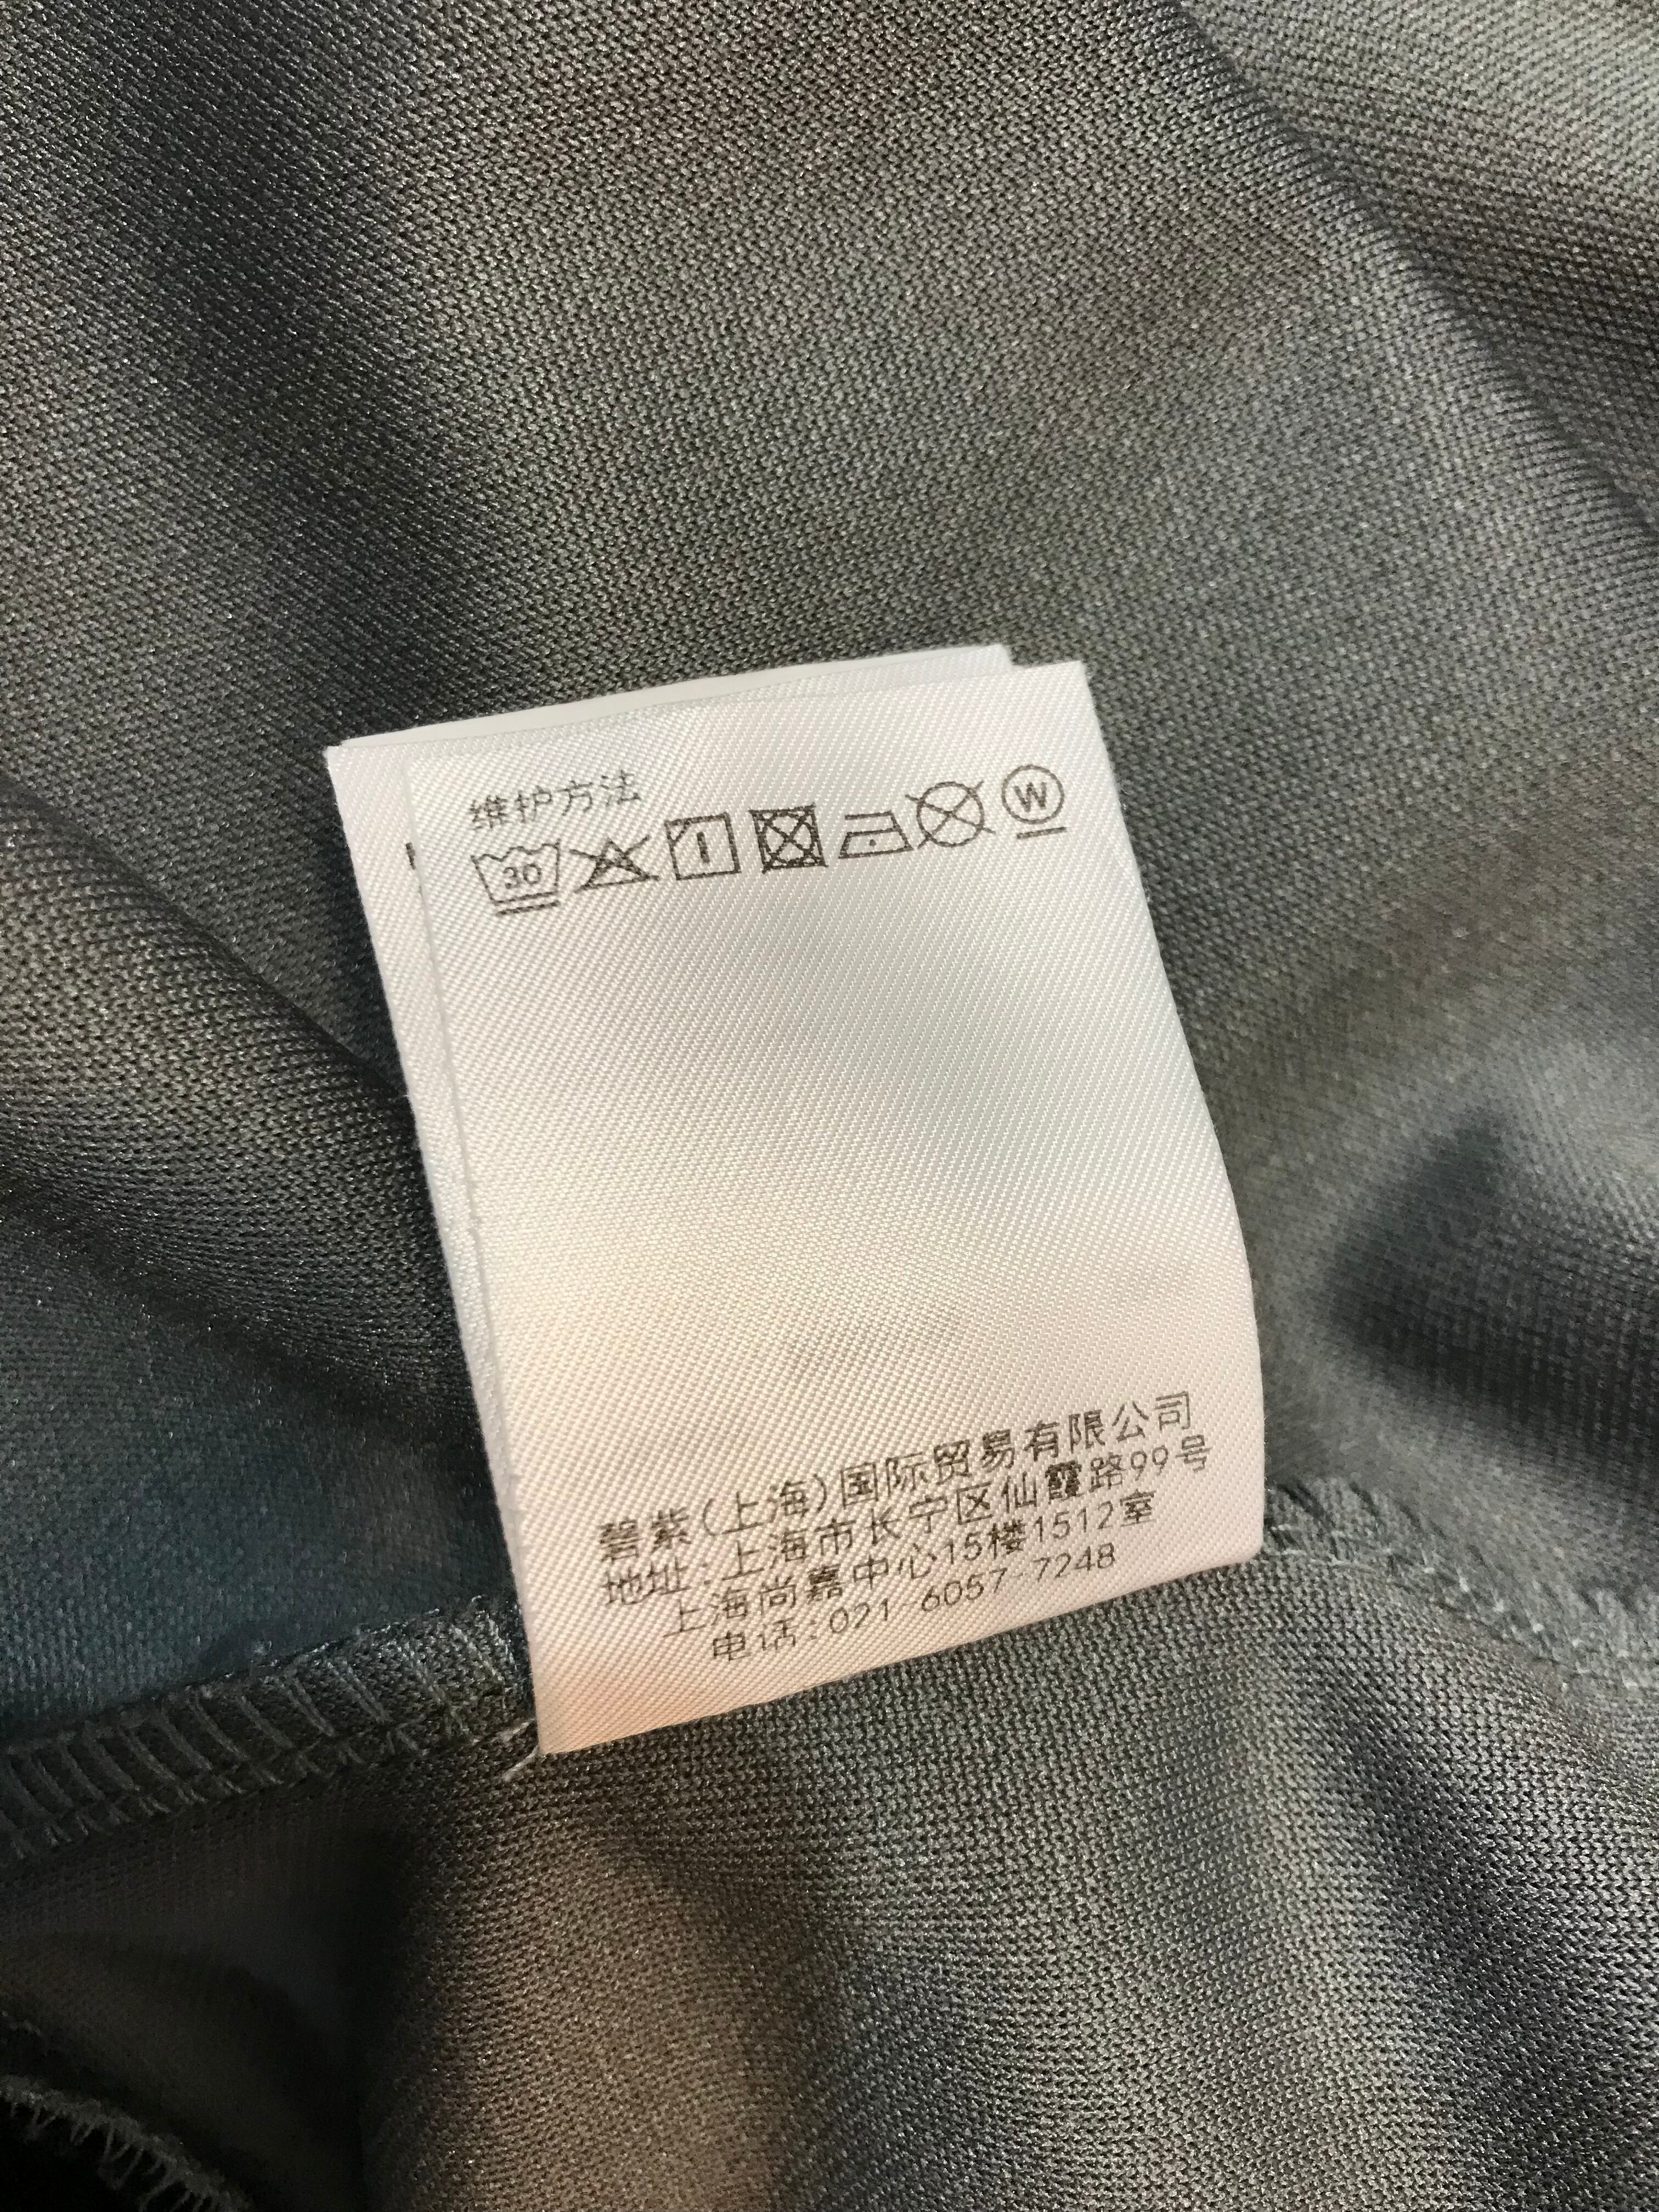 维护方法
30
W
碧紫(上海)国际贸易有限公司
地址:上海市长宁区仙霞路99号
上海尚嘉中心15楼1512室
电话:021 6057-7248